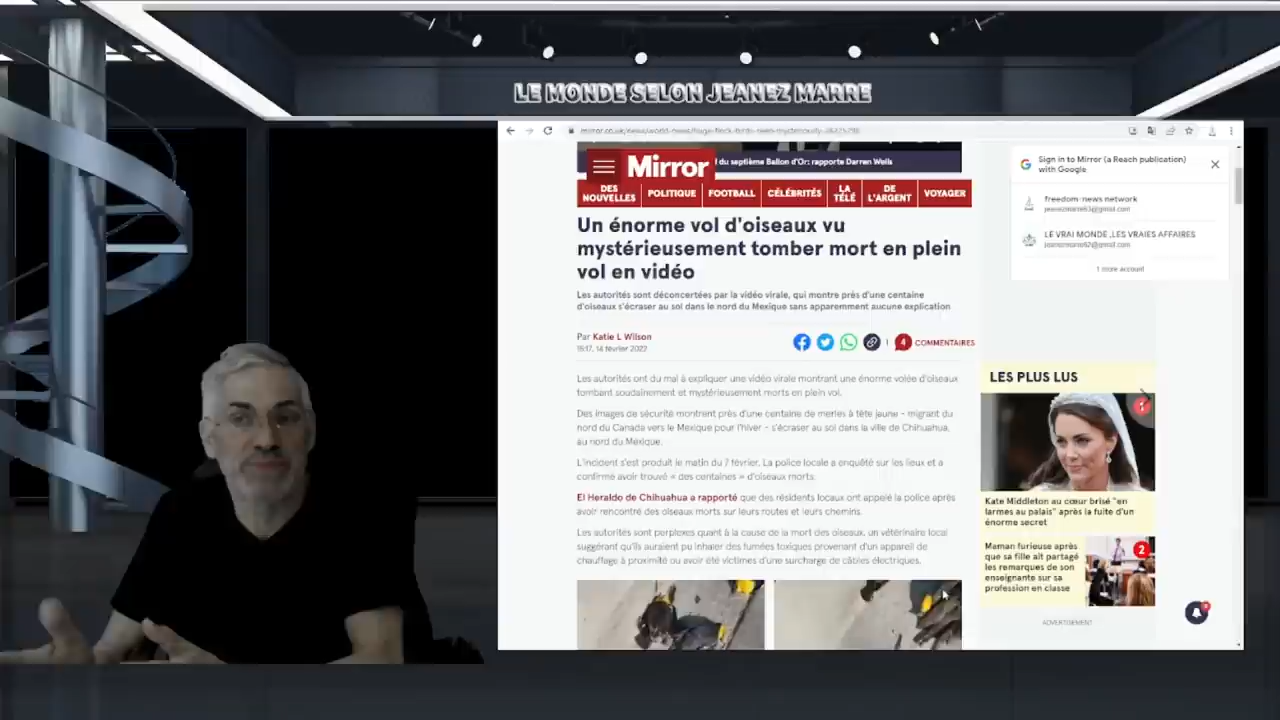 LE MONDE SELON JEANEZ MARRE
Mirror
du septième Ballon d'Or: rapporte Darren Wells
DES NOUVELLES
POLITIQUE
FOOTBALL
CÉLÉBRITÉS
LA TÉLÉ
DE L'ARGENT
VOYAGER
Un énorme vol d'oiseaux vu
mystérieusement tomber mort en plein
vol en vidéo
Les autorités sont déconcertées par la vidéo virale, qui montre près d'une centaine
d'oiseaux s'écraser au sol dans le nord du Mexique sans apparemment aucune explication
Par Katie L Wilson
15:17, 14 février 2022
4 COMMENTAIRES
Les autorités ont du mal à expliquer une vidéo virale montrant une énorme volée d'oiseaux
tombant soudainement et mystérieusement morts en plein vol.
Des images de sécurité montrent près d'une centaine de merles à tête jaune - migrant du
nord du Canada vers le Mexique pour l'hiver - s'écraser au sol dans la ville de Chihuahua,
au nord du Mexique.
L'incident s'est produit le matin du 7 février. La police locale a enquêté sur les lieux et a
confirmé avoir trouvé « des centaines » d'oiseaux morts.
El Heraldo de Chihuahua a rapporté que des résidents locaux ont appelé la police après
avoir rencontré des oiseaux morts sur leurs routes et leurs chemins.
Les autorités sont perplexes quant à la cause de la mort des oiseaux, un vétérinaire local
suggérant qu'ils auraient pu inhaler des fumées toxiques provenant d'un appareil de
chauffage à proximité ou avoir été victimes d'une surcharge de câbles électriques.
Sign in to Mirror (a Reach publication)
with Google
freedom-news network
LE VRAI MONDE ,LES VRAIES AFFAIRES
1 more account
LES PLUS LUS
1
Kate Middleton au cœur brisé "en
larmes au palais" après la fuite d'un
énorme secret
Maman furieuse après
que sa fille ait partagé
les remarques de son
enseignante sur sa
profession en classe
2
ADVERTISEMENT